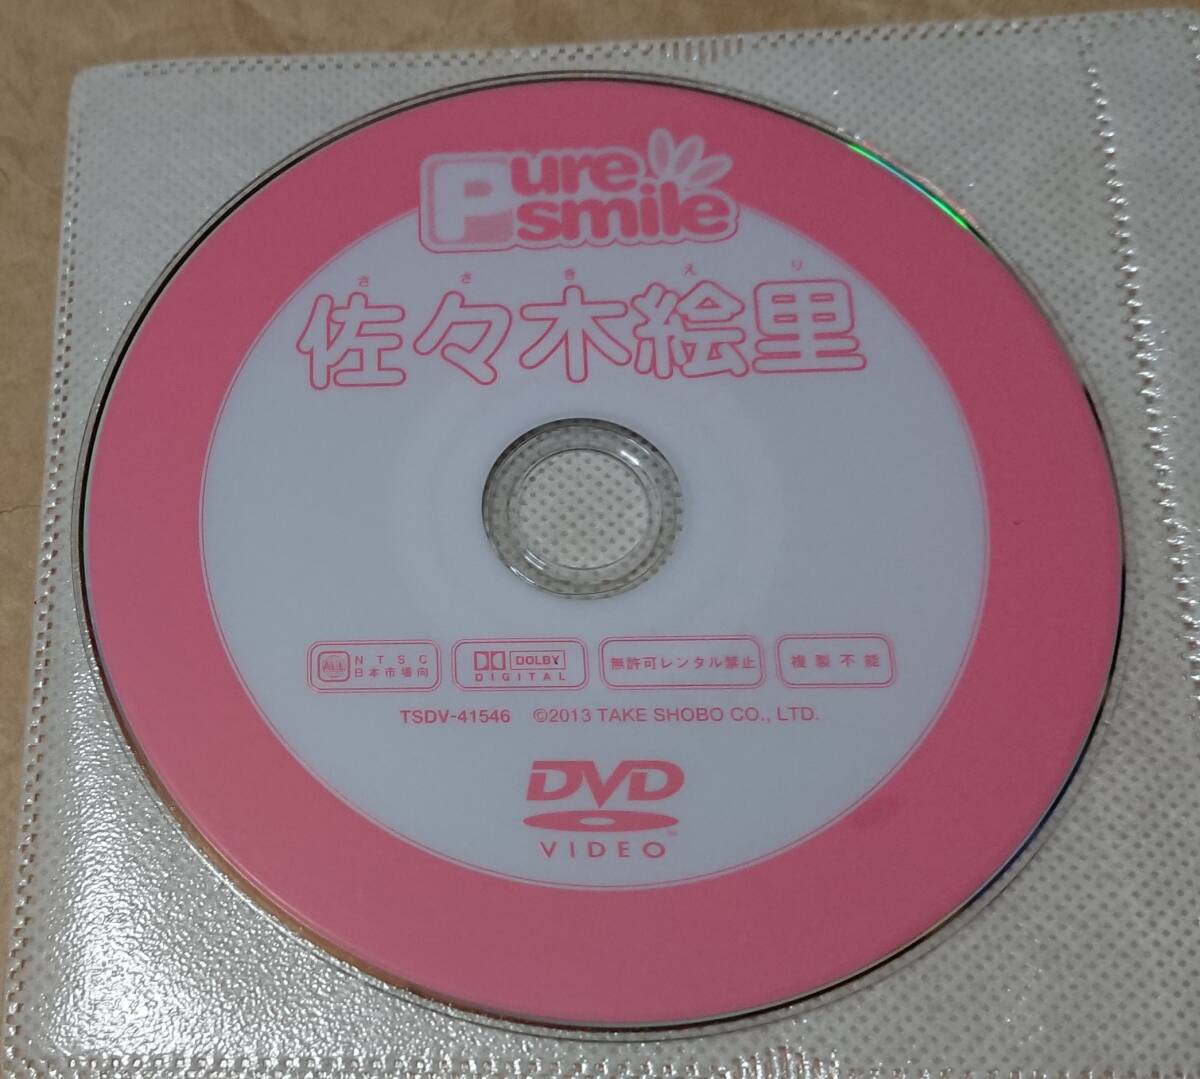 Pure smile
さ さ き え り
佐々木絵里
ALL NTSC 日本市場向
DOLBY DIGITAL
無許可レンタル禁止
複製不能
TSDV-41546 ©2013 TAKE SHOBO CO., LTD.
DVD
VIDEO